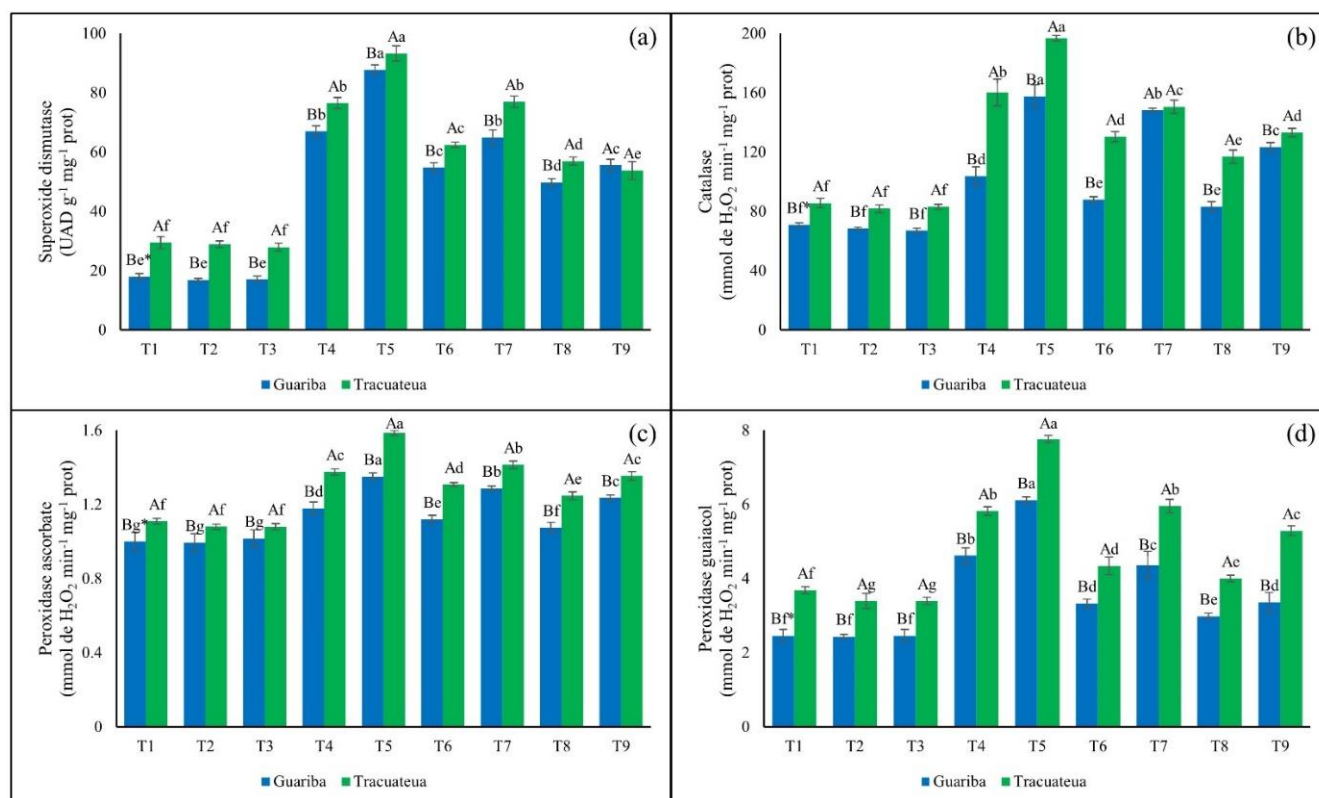 (a)
Superoxide dismutase
(UAD g⁻¹ mg⁻¹ prot)
100
80
60
40
20
0
Be* Af Be Af Be Af Bb Ab Ba Aa Bc Ac Bb Ab Bd Ad Ac Ae
T1 T2 T3 T4 T5 T6 T7 T8 T9
Guariba Tracuateua
(b)
Catalase
(mmol de H₂O₂ min⁻¹ mg⁻¹ prot)
200
160
120
80
40
0
Bf* Af Bf Af Bf Af Bd Ab Ba Aa Be Ad Ab Ac Be Ae Bc Ad
T1 T2 T3 T4 T5 T6 T7 T8 T9
Guariba Tracuateua
(c)
Peroxidase ascorbate
(mmol de H₂O₂ min⁻¹ mg⁻¹ prot)
1.6
1.2
0.8
0.4
0
Bg* Af Bg Af Bg Af Bd Ac Ba Aa Be Ad Bb Ab Bf Ae Bc Ac
T1 T2 T3 T4 T5 T6 T7 T8 T9
Guariba Tracuateua
(d)
Peroxidase guaiacol
(mmol de H₂O₂ min⁻¹ mg⁻¹ prot)
8
6
4
2
0
Bf* Af Bf Ag Bf Ag Bb Ab Ba Aa Bd Ad Bc Ab Be Ae Bd Ac
T1 T2 T3 T4 T5 T6 T7 T8 T9
Guariba Tracuateua